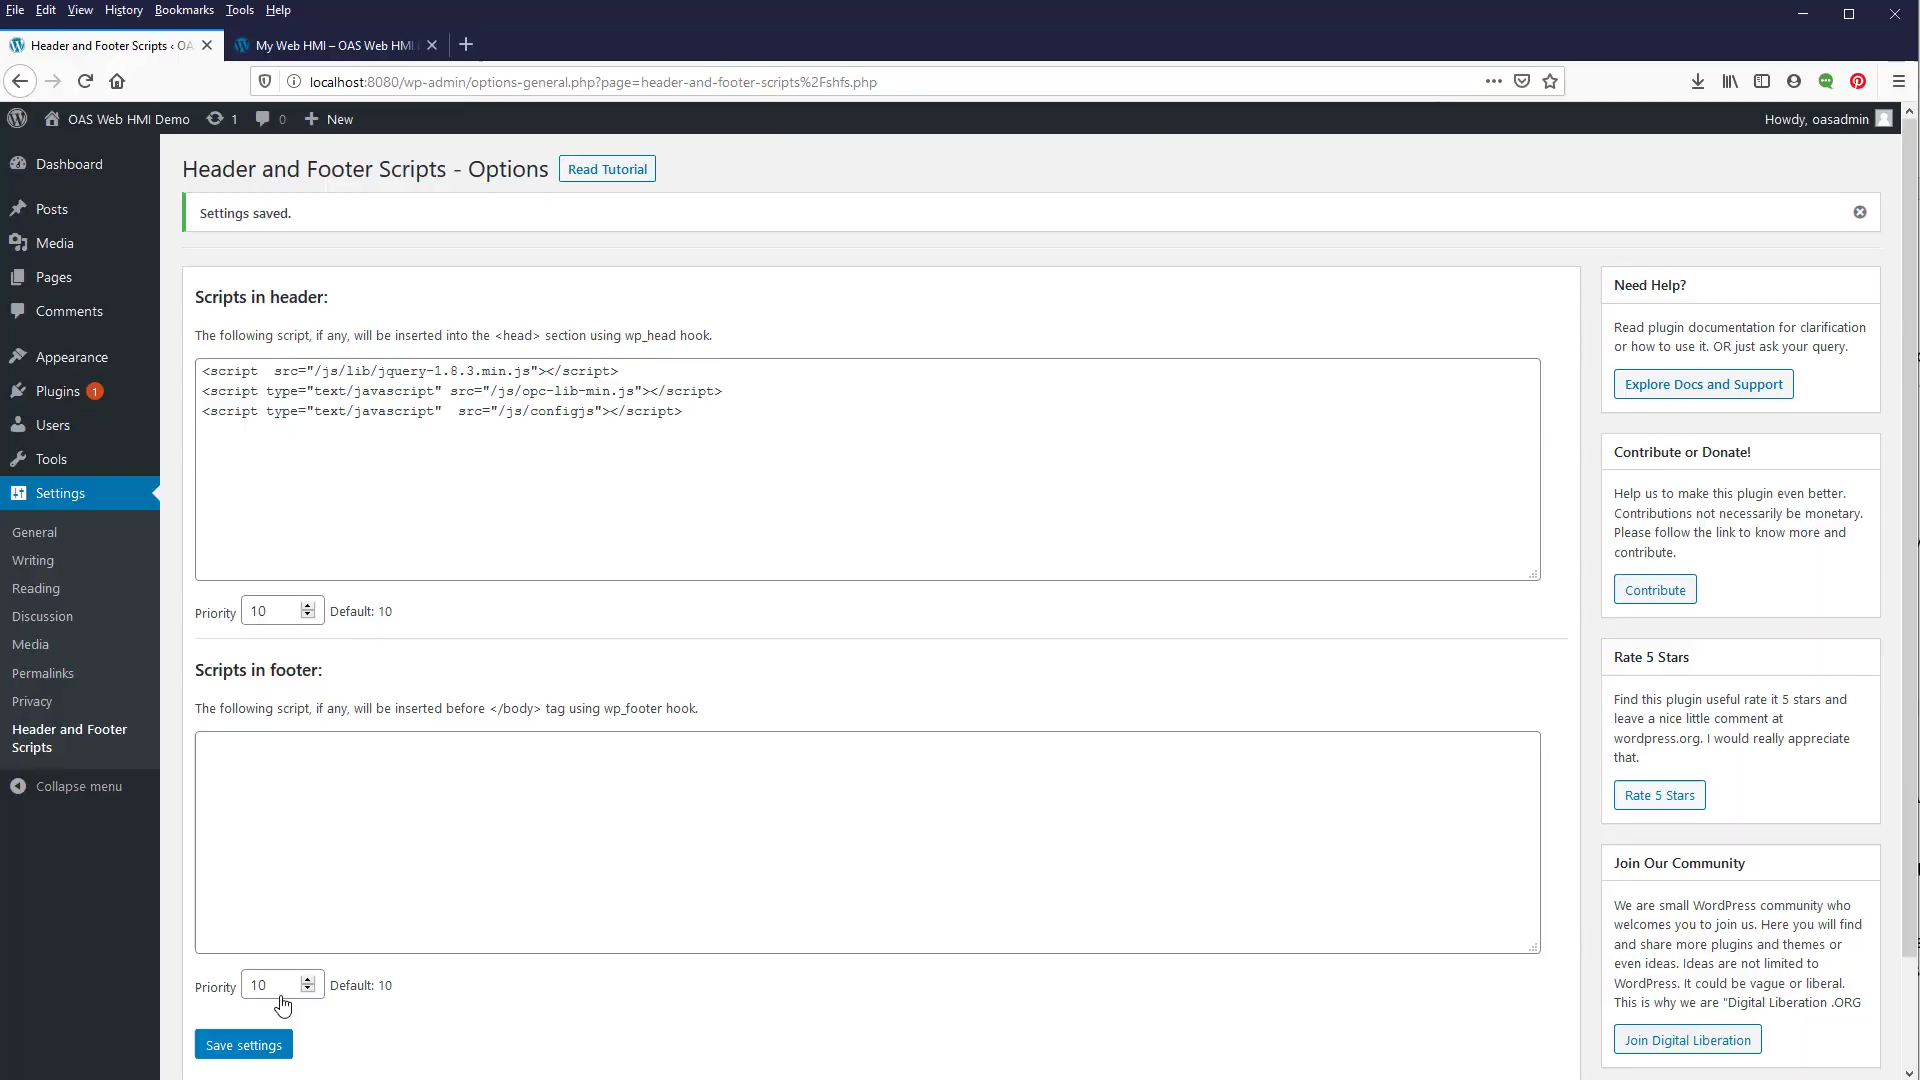 File Edit View History Bookmarks Tools Help
Header and Footer Scripts ‹ OA
My Web HMI – OAS Web HMI
localhost:8080/wp-admin/options-general.php?page=header-and-footer-scripts%2Fshfs.php
OAS Web HMI Demo 1 0 New Howdy, oasadmin
Dashboard
Posts
Media
Pages
Comments
Appearance
Plugins 1
Users
Tools
Settings
General
Writing
Reading
Discussion
Media
Permalinks
Privacy
Header and Footer
Scripts
Collapse menu
Header and Footer Scripts - Options Read Tutorial
Settings saved.
Scripts in header:
The following script, if any, will be inserted into the <head> section using wp_head hook.
<script  src="/js/lib/jquery-1.8.3.min.js"></script>
<script type="text/javascript" src="/js/opc-lib-min.js"></script>
<script type="text/javascript"  src="/js/configjs"></script>
Priority 10 Default: 10
Scripts in footer:
The following script, if any, will be inserted before </body> tag using wp_footer hook.
Priority 10 Default: 10
Save settings
Need Help?
Read plugin documentation for clarification
or how to use it. OR just ask your query.
Explore Docs and Support
Contribute or Donate!
Help us to make this plugin even better.
Contributions not necessarily be monetary.
Please follow the link to know more and
contribute.
Contribute
Rate 5 Stars
Find this plugin useful rate it 5 stars and
leave a nice little comment at
wordpress.org. I would really appreciate
that.
Rate 5 Stars
Join Our Community
We are small WordPress community who
welcomes you to join us. Here you will find
and share more plugins and themes or
even ideas. Ideas are not limited to
WordPress. It could be vague or liberal.
This is why we are "Digital Liberation .ORG
Join Digital Liberation